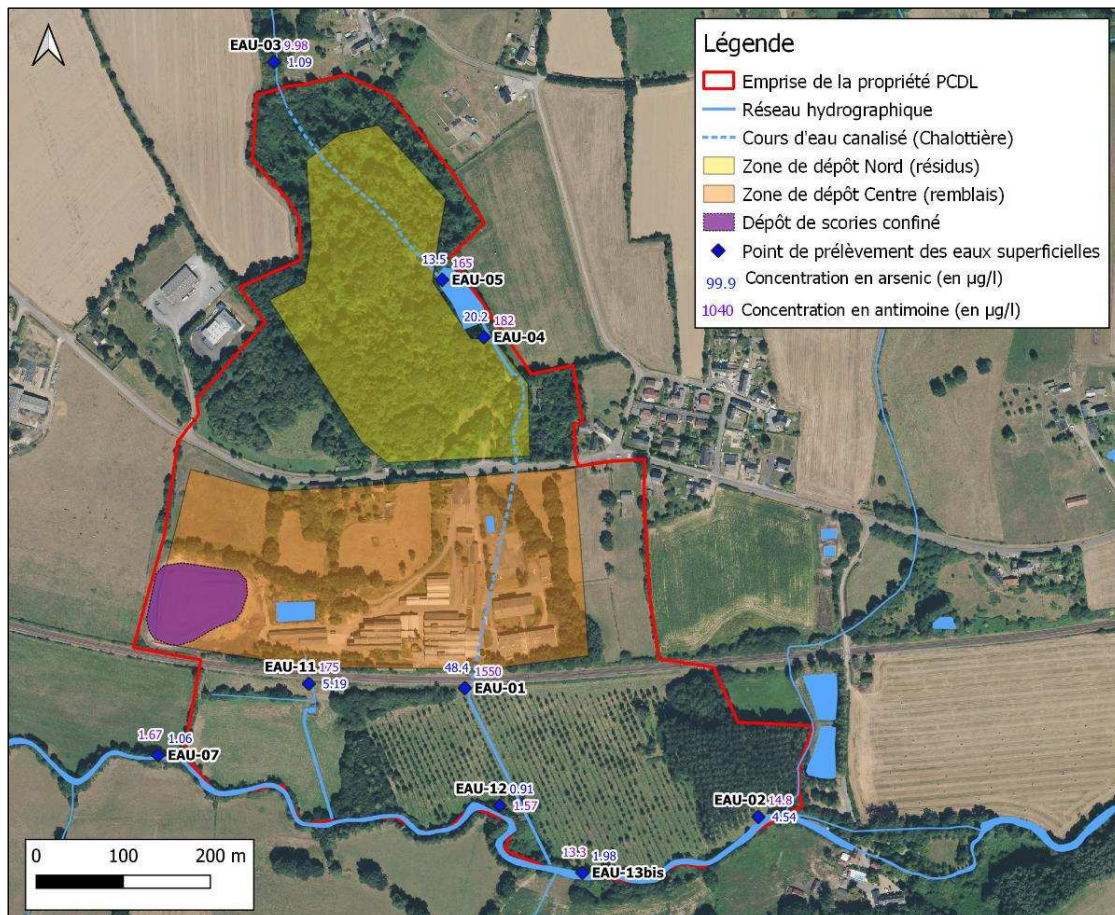 EAU-03 9.98
1.09
Légende
Emprise de la propriété PCDL
Réseau hydrographique
Cours d'eau canalisé (Chalottière)
Zone de dépôt Nord (résidus)
Zone de dépôt Centre (remblais)
Dépôt de scories confiné
Point de prélèvement des eaux superficielles
99.9 Concentration en arsenic (en µg/l)
1040 Concentration en antimoine (en µg/l)
13.5 165
EAU-05
20.2 182
EAU-04
EAU-11 175
5.19
48.4 1550
EAU-01
1.67 1.06
EAU-07
EAU-12 0.91
1.57
EAU-02 14.8
4.54
13.3 1.98
EAU-13bis
0 100 200 m